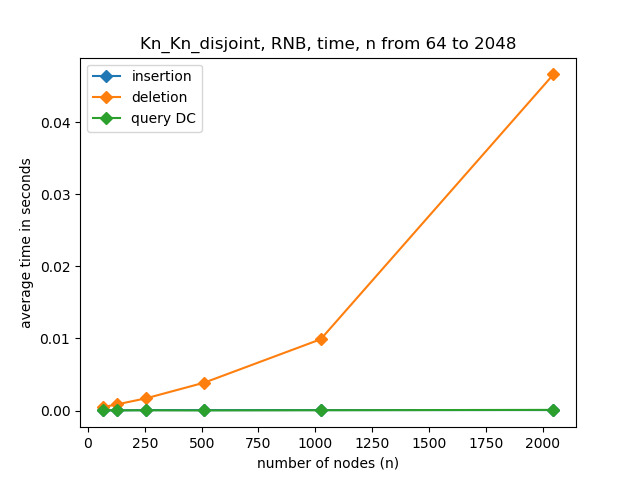 Kn_Kn_disjoint, RNB, time, n from 64 to 2048
insertion
deletion
query DC
average time in seconds
0.04
0.03
0.02
0.01
0.00
0 250 500 750 1000 1250 1500 1750 2000
number of nodes (n)